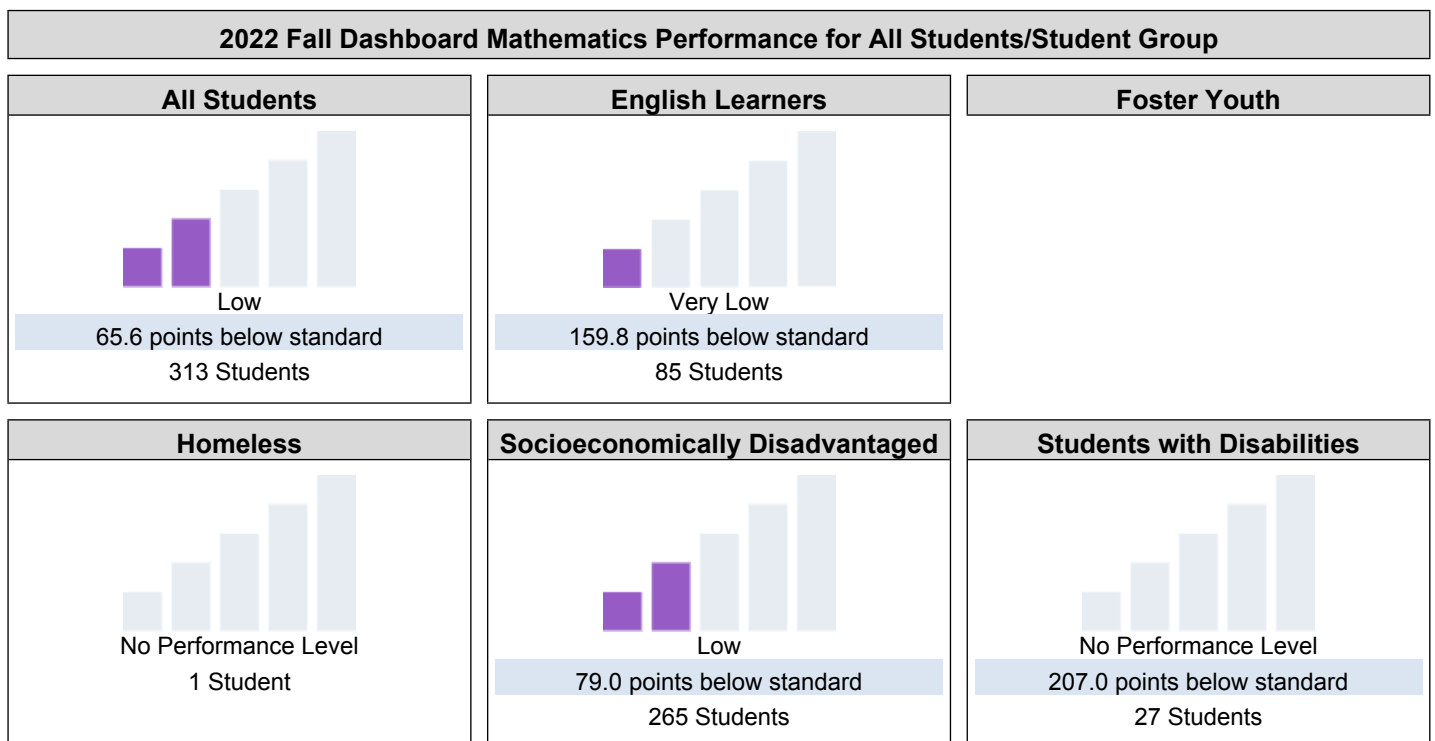 2022 Fall Dashboard Mathematics Performance for All Students/Student Group
All Students
Low
65.6 points below standard
313 Students
English Learners
Very Low
159.8 points below standard
85 Students
Foster Youth
Homeless
No Performance Level
1 Student
Socioeconomically Disadvantaged
Low
79.0 points below standard
265 Students
Students with Disabilities
No Performance Level
207.0 points below standard
27 Students